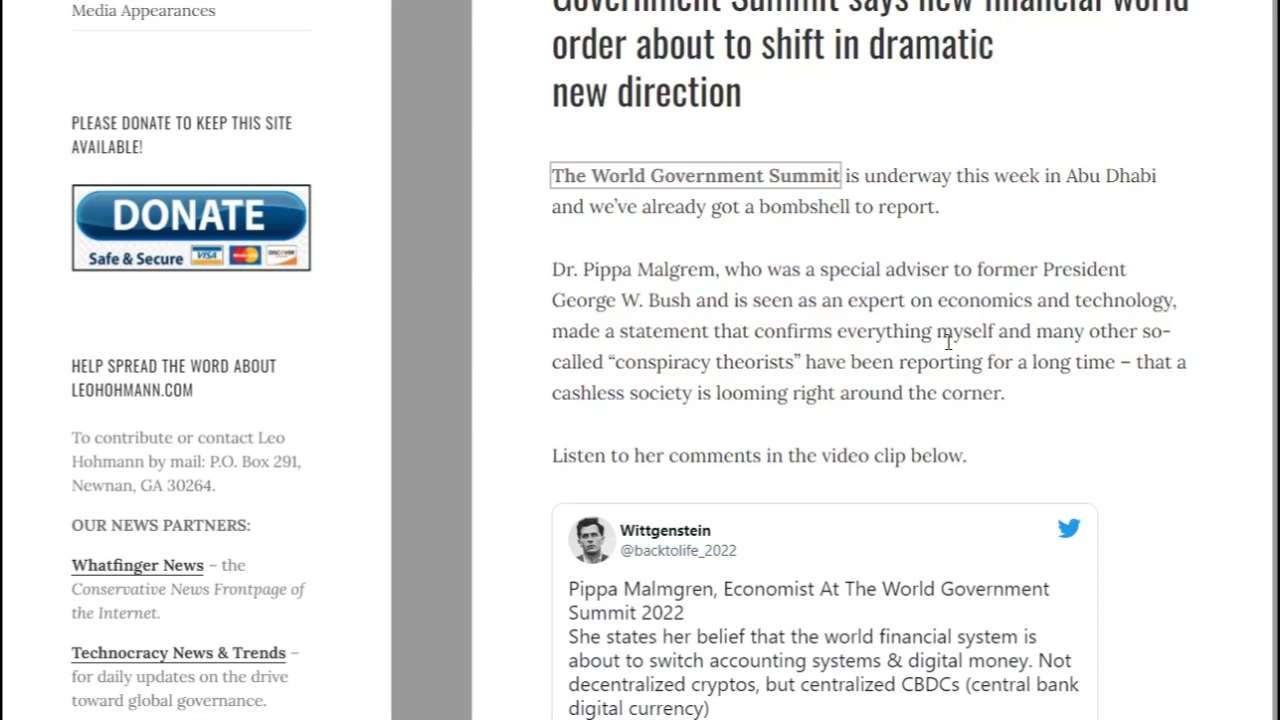 Media Appearances
PLEASE DONATE TO KEEP THIS SITE
AVAILABLE!
DONATE
Safe & Secure VISA MasterCard DISCOVER
HELP SPREAD THE WORD ABOUT
LEOHOHMANN.COM
To contribute or contact Leo
Hohmann by mail: P.O. Box 291,
Newnan, GA 30264.
OUR NEWS PARTNERS:
Whatfinger News – the
Conservative News Frontpage of
the Internet.
Technocracy News & Trends –
for daily updates on the drive
toward global governance.
Government Summit says new financial world
order about to shift in dramatic
new direction
The World Government Summit is underway this week in Abu Dhabi
and we’ve already got a bombshell to report.
Dr. Pippa Malgrem, who was a special adviser to former President
George W. Bush and is seen as an expert on economics and technology,
made a statement that confirms everything myself and many other so-
called “conspiracy theorists” have been reporting for a long time – that a
cashless society is looming right around the corner.
Listen to her comments in the video clip below.
Wittgenstein
@backtolife_2022
Pippa Malmgren, Economist At The World Government
Summit 2022
She states her belief that the world financial system is
about to switch accounting systems & digital money. Not
decentralized cryptos, but centralized CBDCs (central bank
digital currency)